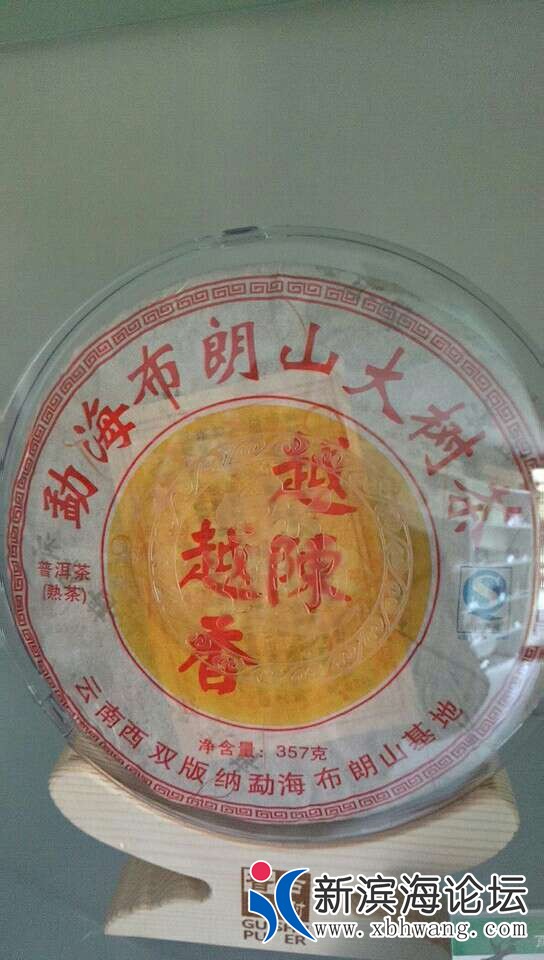 勐海布朗山大树茶
越陳
越香
普洱茶
(熟茶)
净含量: 357克
云南西双版纳勐海布朗山基地
新滨海论坛
www.xbhwang.com